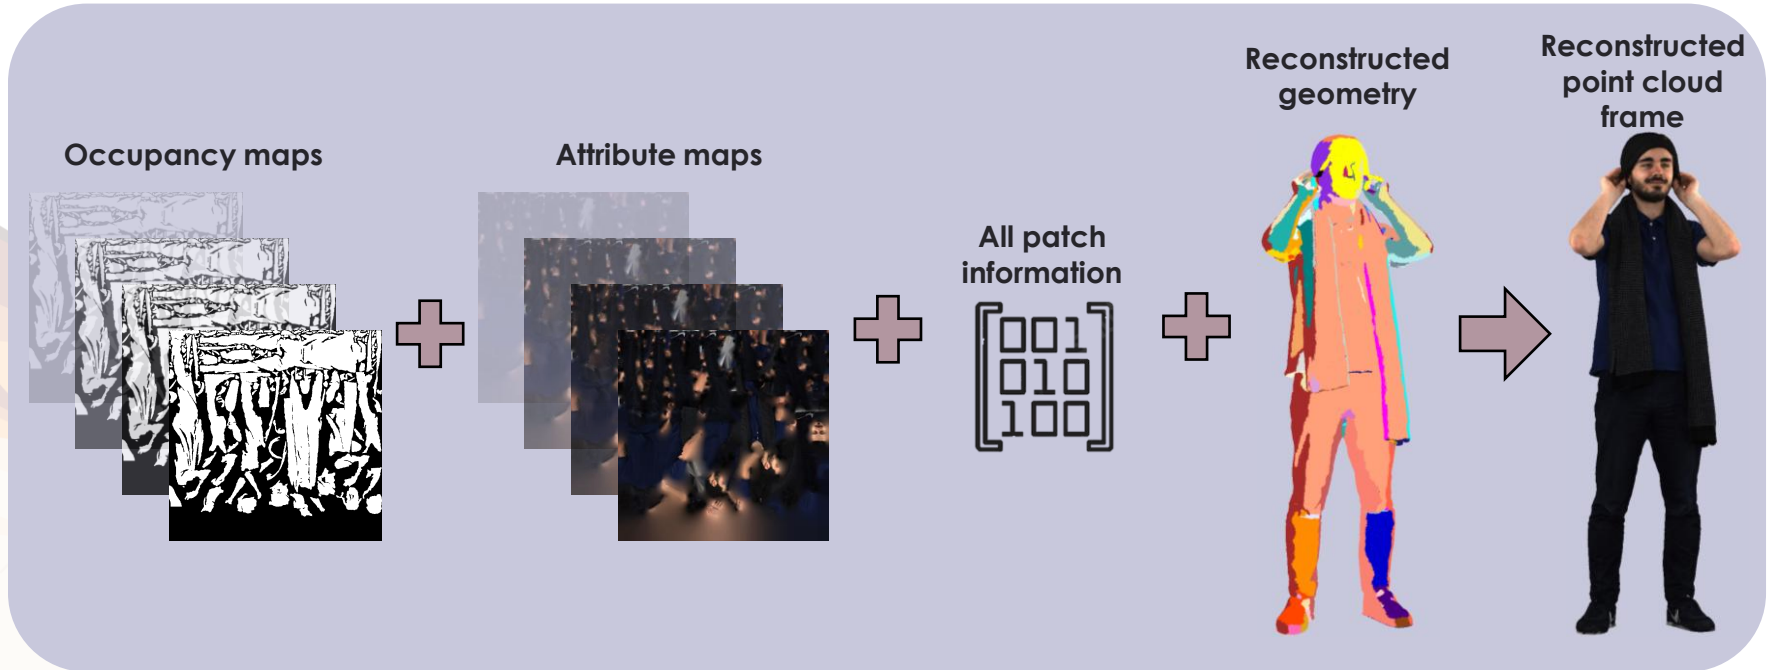 Occupancy maps
Attribute maps
All patch
information
001
010
100
Reconstructed
geometry
Reconstructed
point cloud
frame